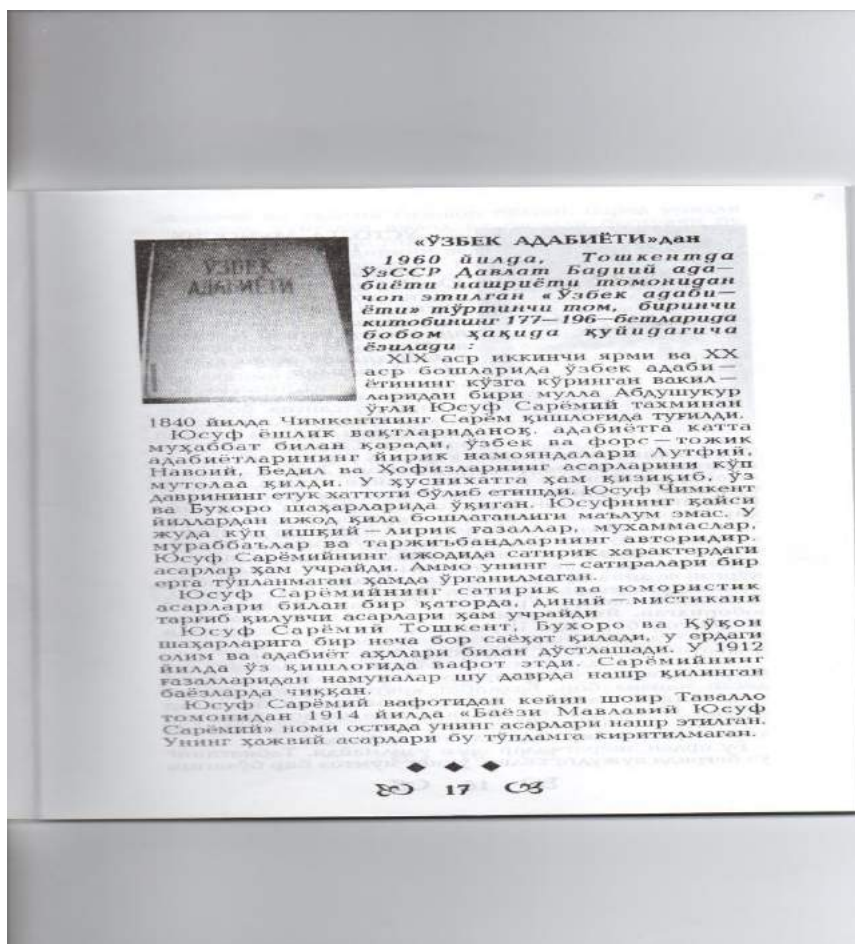 ЎЗБЕК
АДАБИЁТИ
«ЎЗБЕК АДАБИЁТИ»дан
1960 йилда, Тошкентда
ЎзССР Давлат Бадиий ада—
биёти нашриёти томонидан
чоп этилган «Ўзбек адаби—
ёти» тўртинчи том, биринчи
китобининг 177—196—бетларида
бобом ҳақида қуйидагича
ёзилади :
XIX аср иккинчи ярми ва XX
аср бошларида ўзбек адаби—
ётининг кўзга кўринган вакил—
ларидан бири мулла Абдушукур
ўғли Юсуф Сарёмий тахминан
1840 йилда Чимкентнинг Сарём қишлоғида туғилди.
Юсуф ёшлик вақтлариданоқ, адабиётга катта
муҳаббат билан қаради, ўзбек ва форс—тожик
адабиётларининг йирик намояндалари Лутфий,
Навоий, Бедил ва Ҳофизларнинг асарларини кўп
мутолаа қилди. У ҳуснихатга ҳам қизиқиб, ўз
даврининг етук хаттоти бўлиб етишди. Юсуф Чимкент
ва Бухоро шаҳарларида ўқиган. Юсуфнинг қайси
йиллардан ижод қила бошлаганлиги маълум эмас. У
жуда кўп ишқий—лирик ғазаллар, мухаммаслар,
мураббаълар ва таржиъбандларнинг авторидир.
Юсуф Сарёмийнинг ижодида сатирик характердаги
асарлар ҳам учрайди. Аммо унинг —сатиралари бир
ерга тўпланмаган ҳамда ўрганилмаган.
Юсуф Сарёмийнинг сатирик ва юмористик
асарлари билан бир қаторда, диний—мистикани
тарғиб қилувчи асарлари ҳам учрайди
Юсуф Сарёмий Тошкент, Бухоро ва Қўқон
шаҳарларига бир неча бор саёҳат қилади, у ердаги
олим ва адабиёт аҳллари билан дўстлашади. У 1912
йилда ўз қишлоғида вафот этди. Сарёмийнинг
ғазалларидан намуналар шу даврда нашр қилинган
баёзларда чиққан.
Юсуф Сарёмий вафотидан кейин шоир Тавалло
томонидан 1914 йилда «Баёзи Мавлавий Юсуф
Сарёмий» номи остида унинг асарлари нашр этилган.
Унинг ҳажвий асарлари бу тўпламга киритилмаган.
17